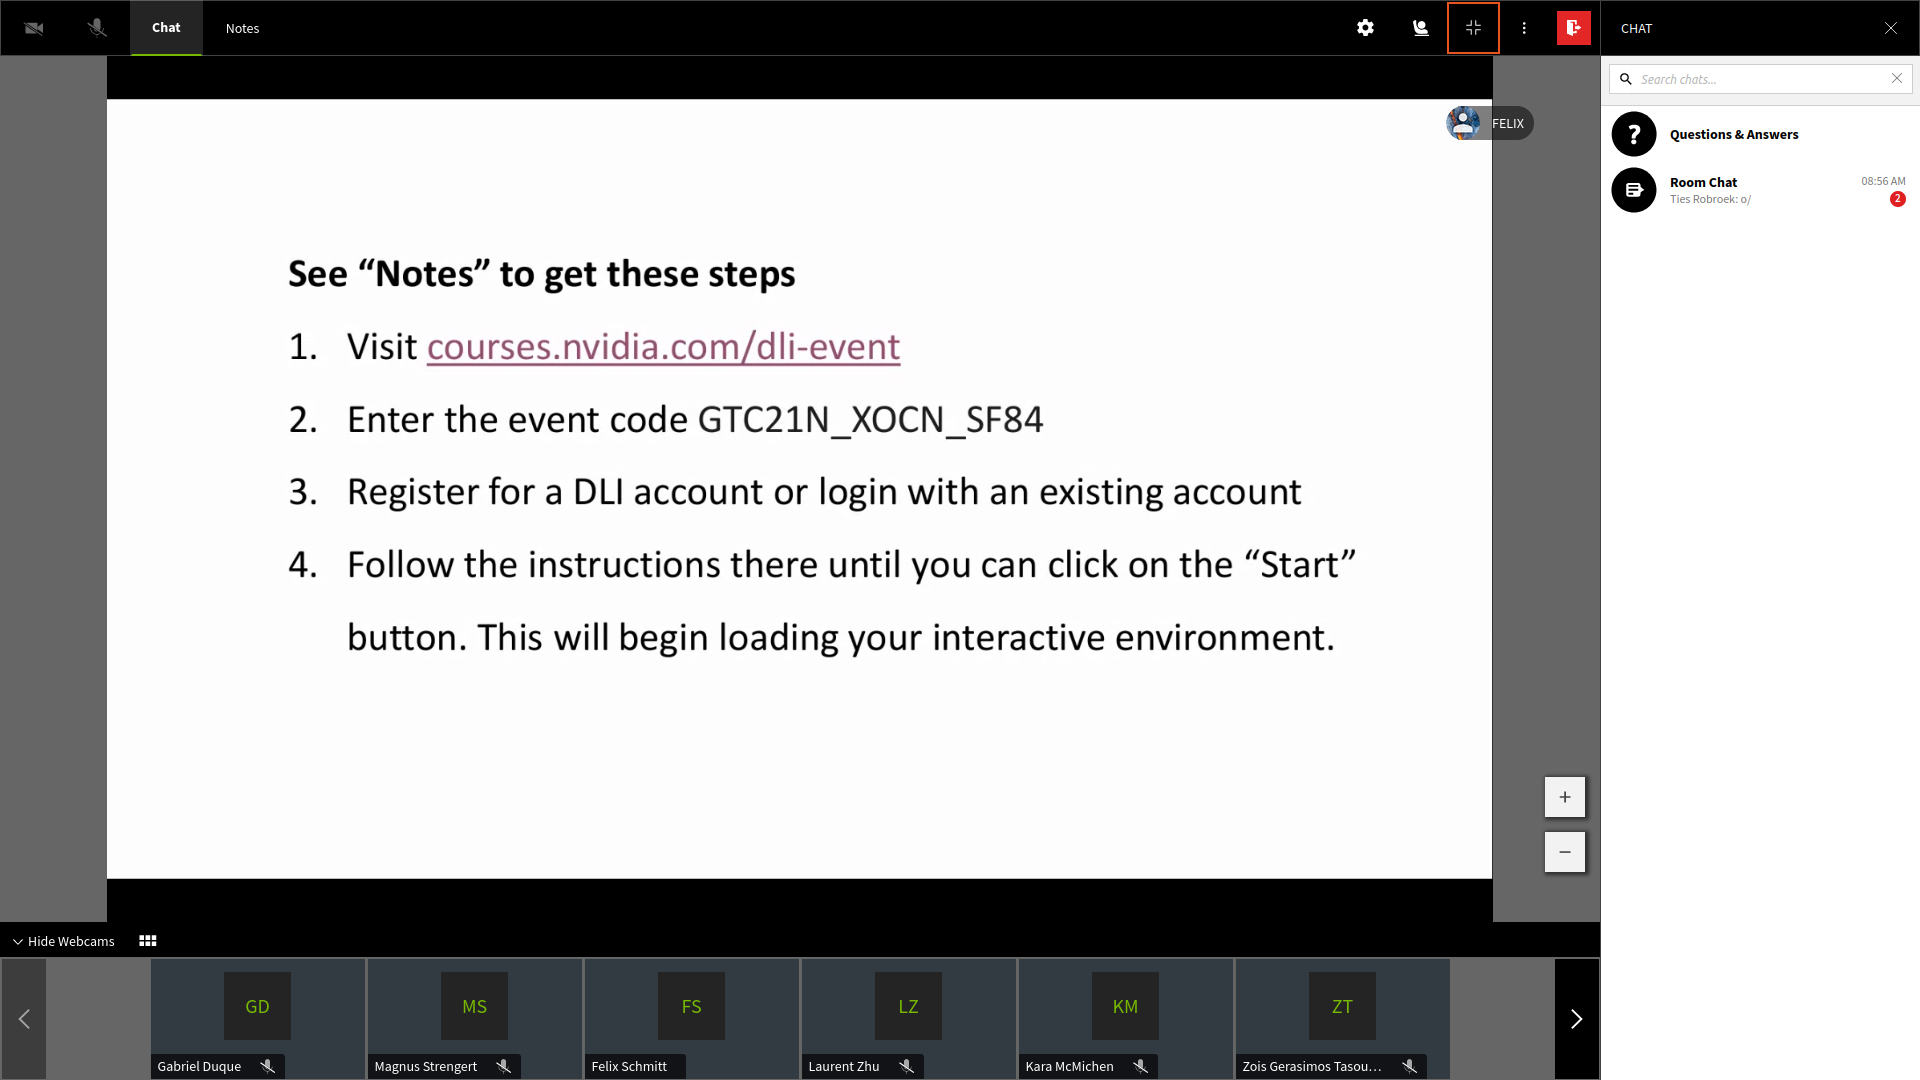 Chat
Notes
CHAT
Search chats...
FELIX
Questions & Answers
Room Chat
08:56 AM
Ties Robroek: o/
2
See “Notes” to get these steps
1. Visit courses.nvidia.com/dli-event
2. Enter the event code GTC21N_XOCN_SF84
3. Register for a DLI account or login with an existing account
4. Follow the instructions there until you can click on the “Start”
button. This will begin loading your interactive environment.
Hide Webcams
GD
MS
FS
LZ
KM
ZT
Gabriel Duque
Magnus Strengert
Felix Schmitt
Laurent Zhu
Kara McMichen
Zois Gerasimos Tasou...